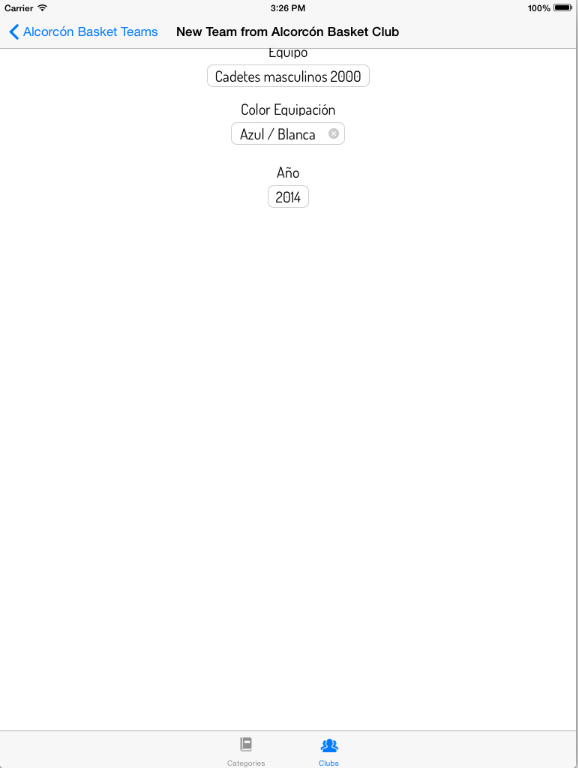 Carrier 3:26 PM 100%
Alcorcón Basket Teams New Team from Alcorcón Basket Club
Equipo
Cadetes masculinos 2000
Color Equipación
Azul / Blanca
Año
2014
Categories Clubs